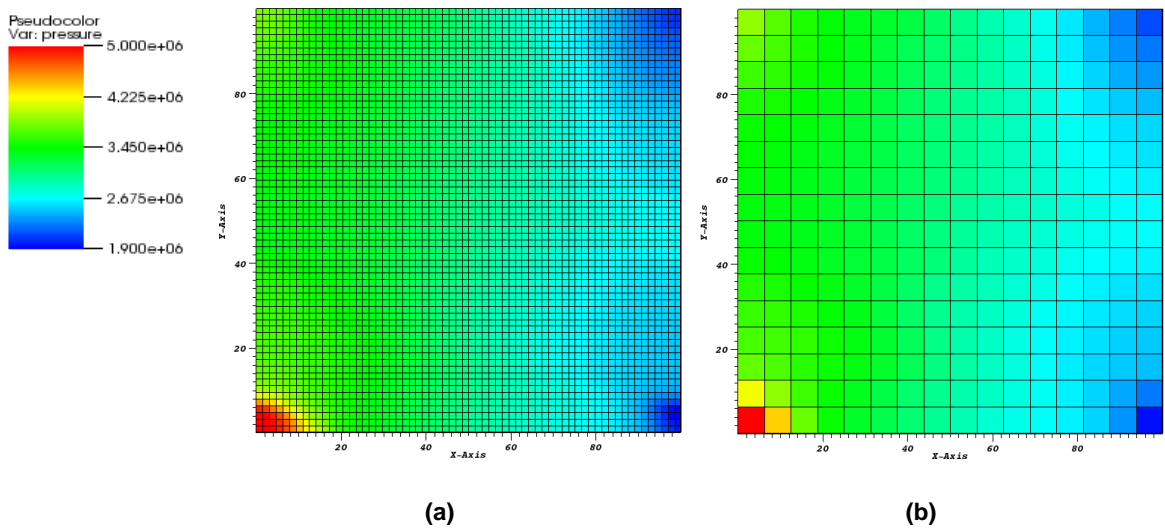 Pseudocolor
Var: pressure
5.000e+06
4.225e+06
3.450e+06
2.675e+06
1.900e+06
Y-Axis
80
60
40
20
20
40
60
80
X-Axis
(a)
Y-Axis
80
60
40
20
20
40
60
80
X-Axis
(b)